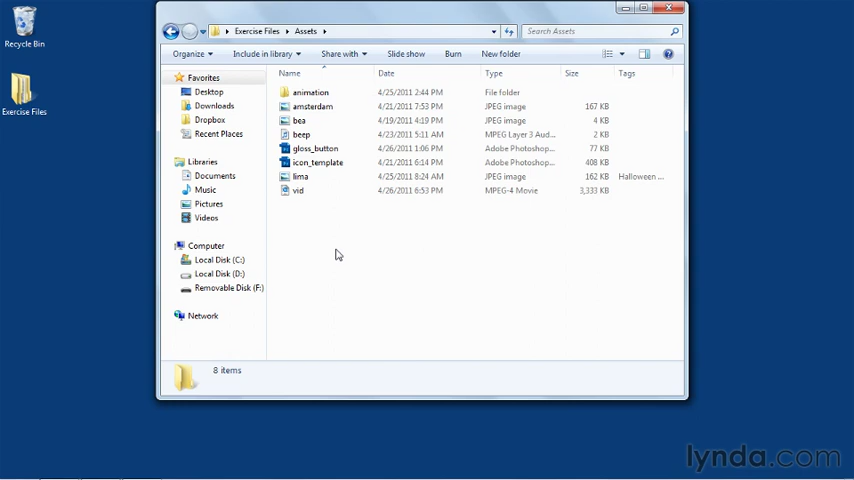 Recycle Bin
Exercise Files
Exercise Files
Assets
Search Assets
Organize
Include in library
Share with
Slide show
Burn
New folder
Name Date Type Size Tags
animation 4/25/2011 2:44 PM File folder
amsterdam 4/21/2011 7:53 PM JPEG image 167 KB
bea 4/19/2011 4:19 PM JPEG image 4 KB
beep 4/23/2011 5:11 AM MPEG Layer 3 Aud... 2 KB
gloss_button 4/26/2011 1:06 PM Adobe Photoshop... 77 KB
icon_template 4/21/2011 6:14 PM Adobe Photoshop... 408 KB
lima 4/25/2011 8:24 AM JPEG image 162 KB Halloween ...
vid 4/26/2011 6:53 PM MPEG-4 Movie 3,333 KB
Favorites
Desktop
Downloads
Dropbox
Recent Places
Libraries
Documents
Music
Pictures
Videos
Computer
Local Disk (C:)
Local Disk (D:)
Removable Disk (F:)
Network
8 items
lynda.com